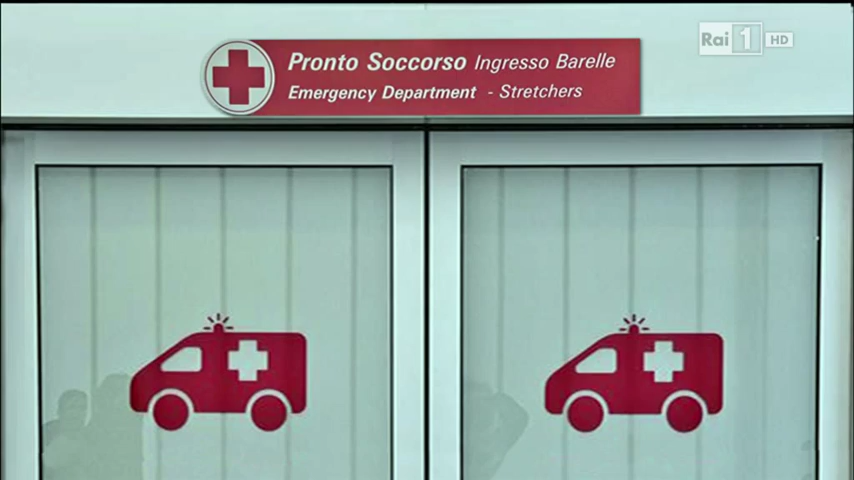 Rai 1 HD
Pronto Soccorso Ingresso Barelle
Emergency Department - Stretchers